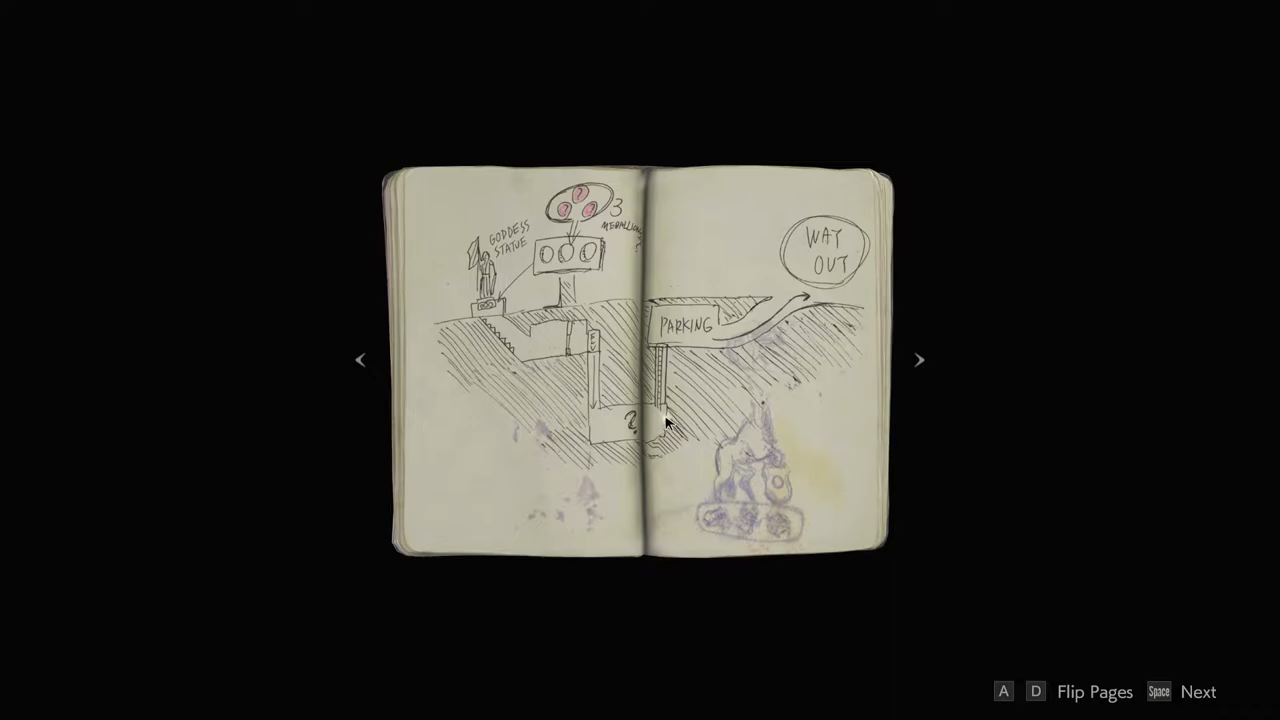 ?
? ?
3
MEDALLIONS
?
GODDESS
STATUE
WAY
OUT
PARKING
?
A D Flip Pages Space Next